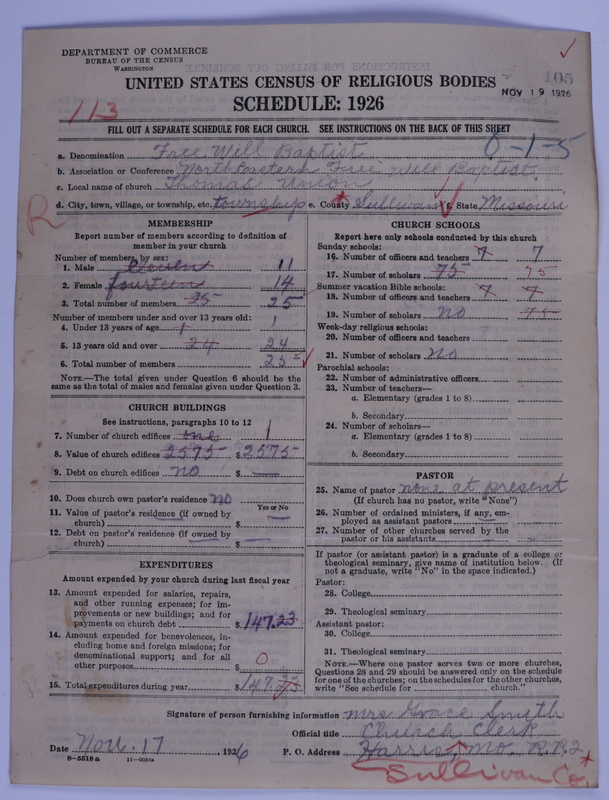 DEPARTMENT OF COMMERCE
BUREAU OF THE CENSUS
WASHINGTON
UNITED STATES CENSUS OF RELIGIOUS BODIES
SCHEDULE: 1926
105
NOV 19 1926
113
FILL OUT A SEPARATE SCHEDULE FOR EACH CHURCH. SEE INSTRUCTIONS ON THE BACK OF THIS SHEET
8-1-5
a. Denomination Free Will Baptist
b. Association or Conference North Eastern Free Will Baptist
c. Local name of church Thomas Union
d. City, town, village, or township, etc. township e. County Sullivan f. State Missouri
R
MEMBERSHIP
Report number of members according to definition of
member in your church
Number of members by sex:
1. Male eleven 11
2. Female fourteen 14
3. Total number of members 25 25
Number of members under and over 13 years old:
4. Under 13 years of age 1 1
5. 13 years old and over 24 24
6. Total number of members 25
NOTE.—The total given under Question 6 should be
the same as the total of males and females given under Question 3.
CHURCH BUILDINGS
See instructions, paragraphs 10 to 12
7. Number of church edifices one 1
8. Value of church edifices 2575 $ 2575
9. Debt on church edifices no $ —
10. Does church own pastor's residence no
Yes or No
11. Value of pastor's residence (if owned by
church) $ —
12. Debt on pastor's residence (if owned by
church) $ —
EXPENDITURES
Amount expended by your church during last fiscal year
13. Amount expended for salaries, repairs,
and other running expenses; for im-
provements or new buildings; and for
payments on church debt $ 147.23
14. Amount expended for benevolences, in-
cluding home and foreign missions; for
denominational support; and for all
other purposes $ 0
15. Total expenditures during year $ 147.23
CHURCH SCHOOLS
Report here only schools conducted by this church
Sunday schools:
16. Number of officers and teachers 7 7
17. Number of scholars 75 75
Summer vacation Bible schools:
18. Number of officers and teachers 7 7
19. Number of scholars no 75
Week-day religious schools:
20. Number of officers and teachers
21. Number of scholars no
Parochial schools:
22. Number of administrative officers
23. Number of teachers—
a. Elementary (grades 1 to 8)
b. Secondary
24. Number of scholars—
a. Elementary (grades 1 to 8)
b. Secondary
PASTOR
25. Name of pastor none at present
(If church has no pastor, write "None")
26. Number of ordained ministers, if any, em-
ployed as assistant pastors —
27. Number of other churches served by the
pastor or his assistants
If pastor (or assistant pastor) is a graduate of a college or
theological seminary, give name of institution below. (If
not a graduate, write "No" in the space indicated.)
Pastor:
28. College
29. Theological seminary
Assistant pastor:
30. College
31. Theological seminary
NOTE.—Where one pastor serves two or more churches,
Questions 28 and 29 should be answered only on the schedule
for one of the churches; on the schedules for the other churches,
write "See schedule for church."
Signature of person furnishing information Mrs Grace Smith
Official title Church Clerk
Date Nov. 17 1926 P. O. Address Harris, Mo, R.R.2
8—5518 a
Sullivan Co.